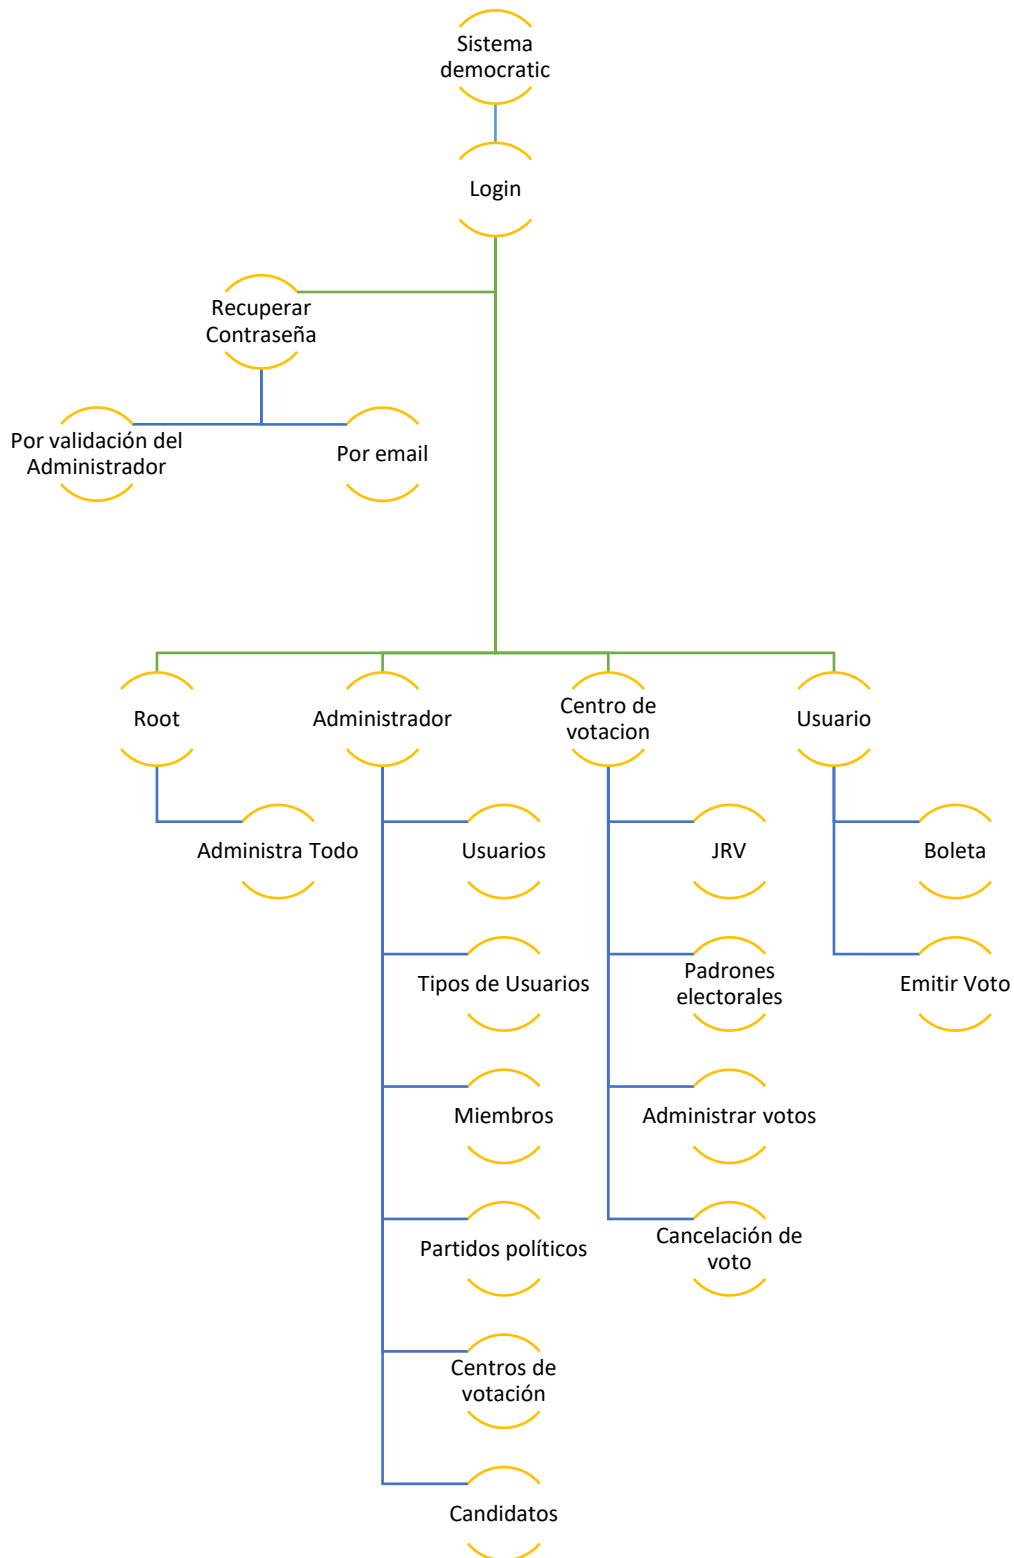 Sistema
democratic
Login
Recuperar
Contraseña
Por validación del
Administrador
Por email
Root
Administrador
Centro de
votacion
Usuario
Administra Todo
Usuarios
JRV
Boleta
Tipos de Usuarios
Padrones
electorales
Emitir Voto
Miembros
Administrar votos
Partidos políticos
Cancelación de
voto
Centros de
votación
Candidatos